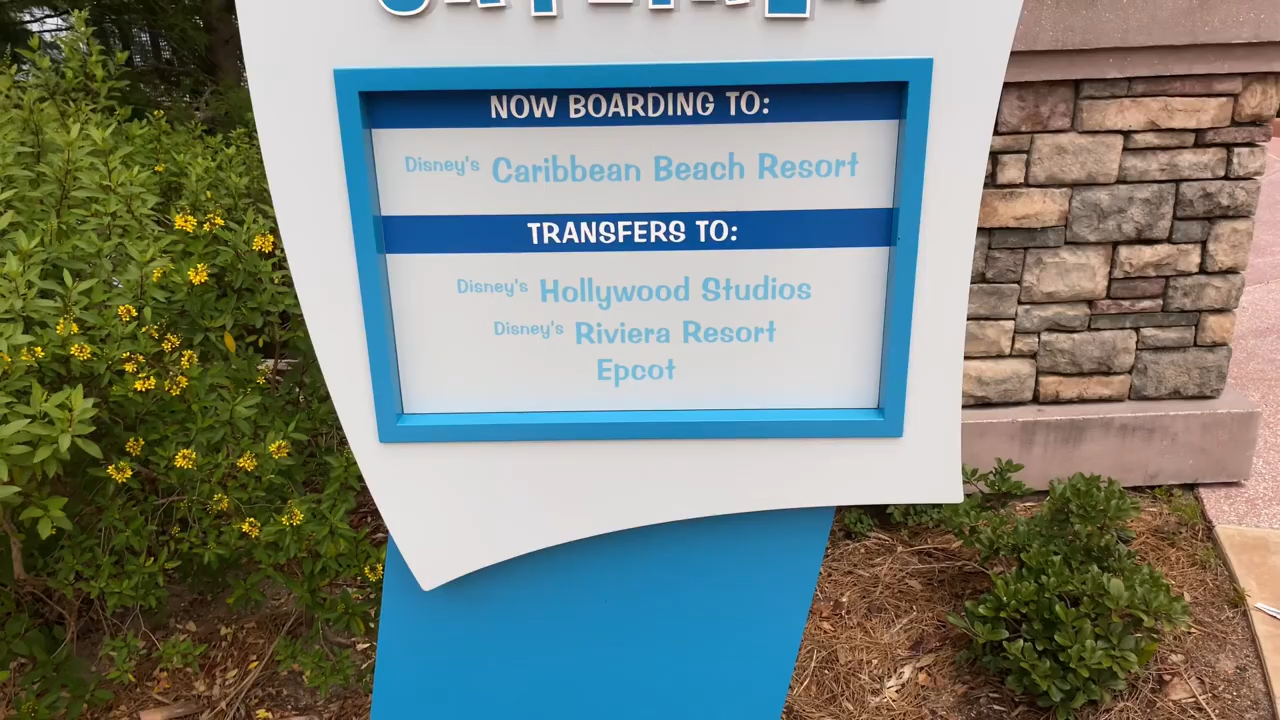 NOW BOARDING TO:
Disney's Caribbean Beach Resort
TRANSFERS TO:
Disney's Hollywood Studios
Disney's Riviera Resort
Epcot